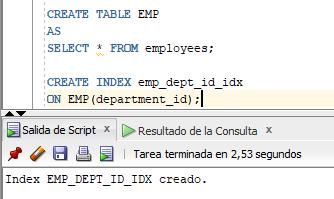 CREATE TABLE EMP
AS
SELECT * FROM employees;
CREATE INDEX emp_dept_id_idx
ON EMP(department_id);
Salida de Script x
Resultado de la Consulta x
Tarea terminada en 2,53 segundos
Index EMP_DEPT_ID_IDX creado.